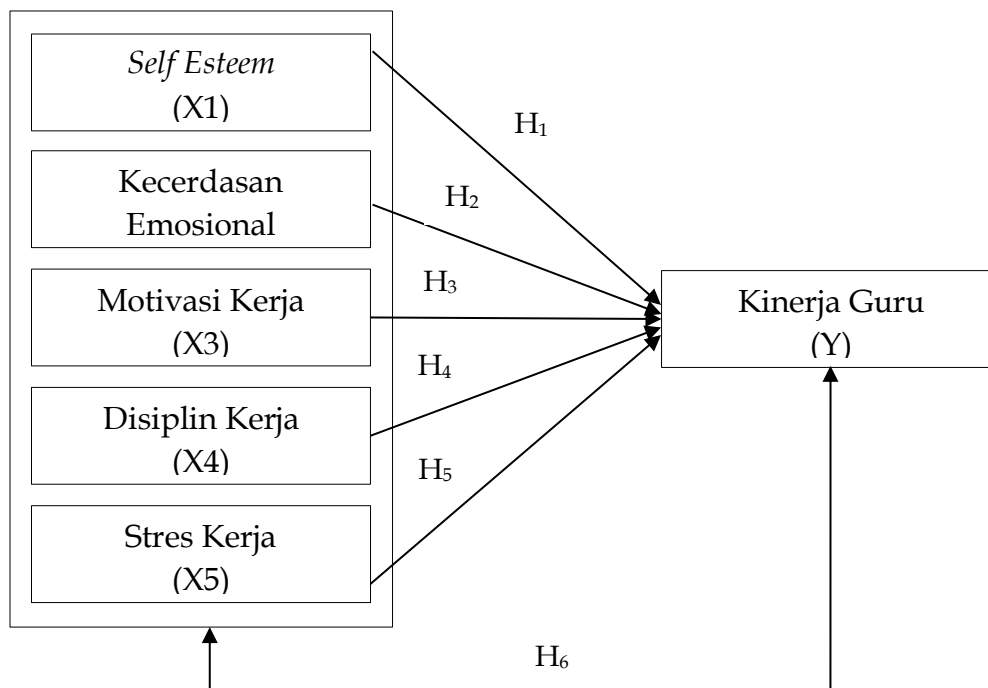 Self Esteem
(X1)
H₁
Kecerdasan
Emosional
H₂
Motivasi Kerja
(X3)
H₃
Kinerja Guru
(Y)
Disiplin Kerja
(X4)
H₄
Stres Kerja
(X5)
H₅
H₆